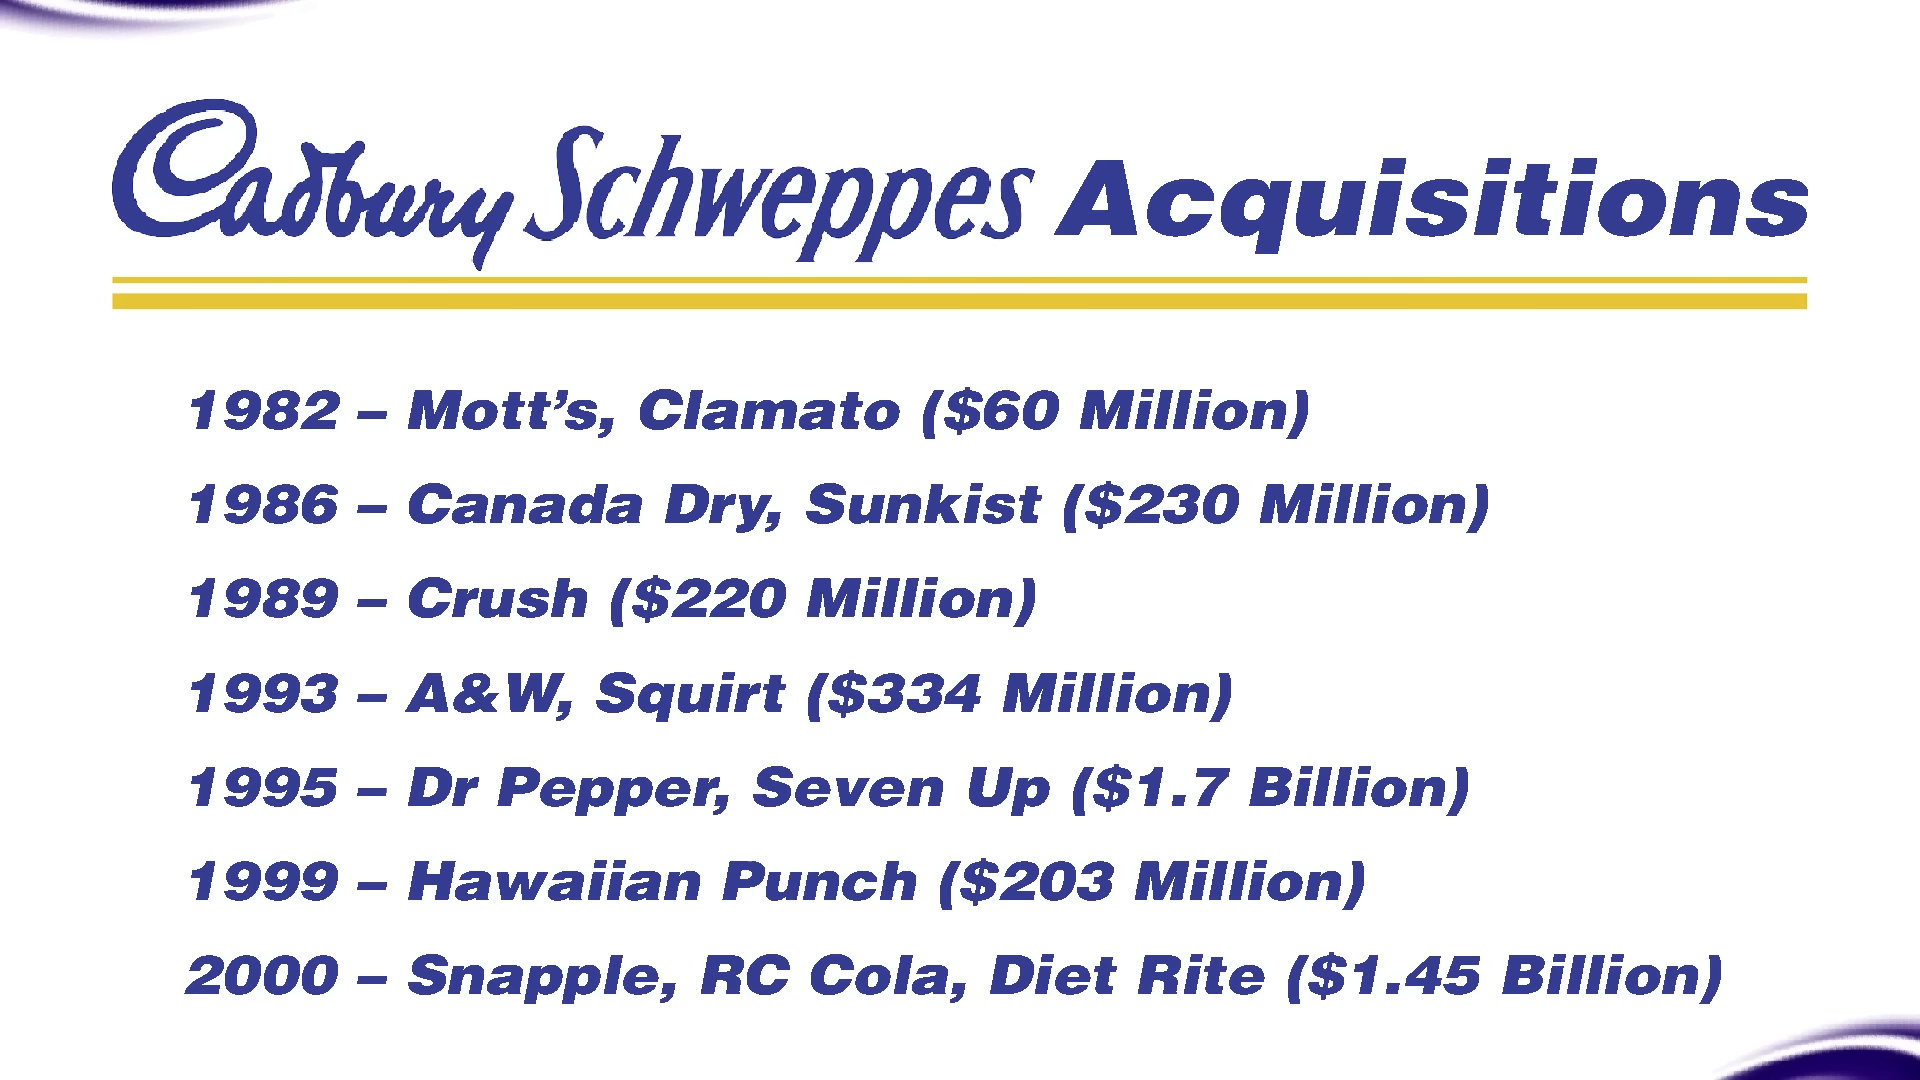 Cadbury Schweppes Acquisitions
1982 – Mott’s, Clamato ($60 Million)
1986 – Canada Dry, Sunkist ($230 Million)
1989 – Crush ($220 Million)
1993 – A&W, Squirt ($334 Million)
1995 – Dr Pepper, Seven Up ($1.7 Billion)
1999 – Hawaiian Punch ($203 Million)
2000 – Snapple, RC Cola, Diet Rite ($1.45 Billion)